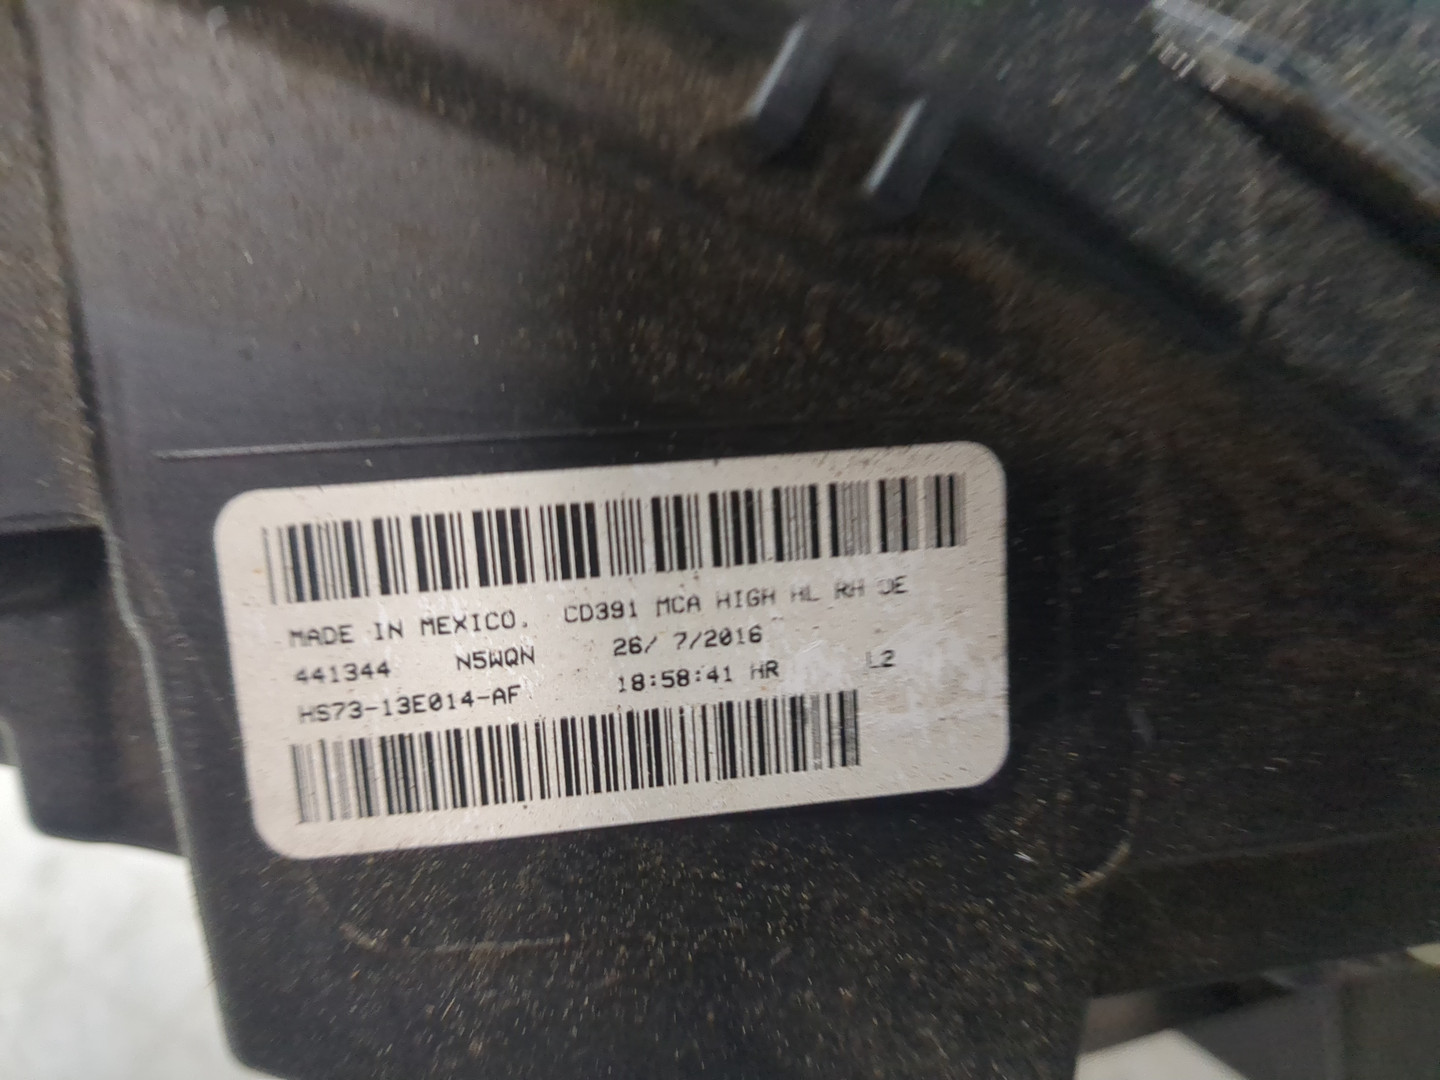 MADE IN MEXICO. CD391 MCA HIGH HL RH DE
441344 N5WQN 26/ 7/2016
HS73-13E014-AF 18:58:41 HR L2